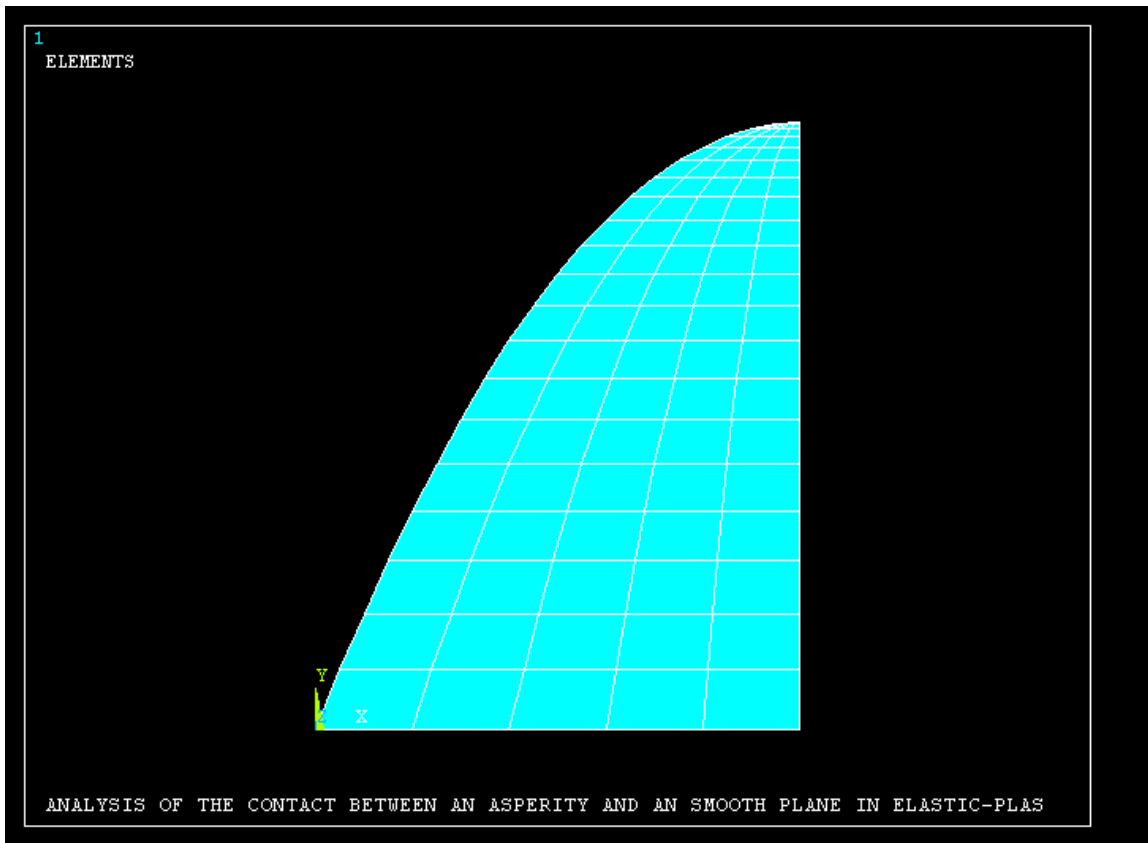 1
ELEMENTS
Y
Z X
ANALYSIS OF THE CONTACT BETWEEN AN ASPERITY AND AN SMOOTH PLANE IN ELASTIC-PLAS